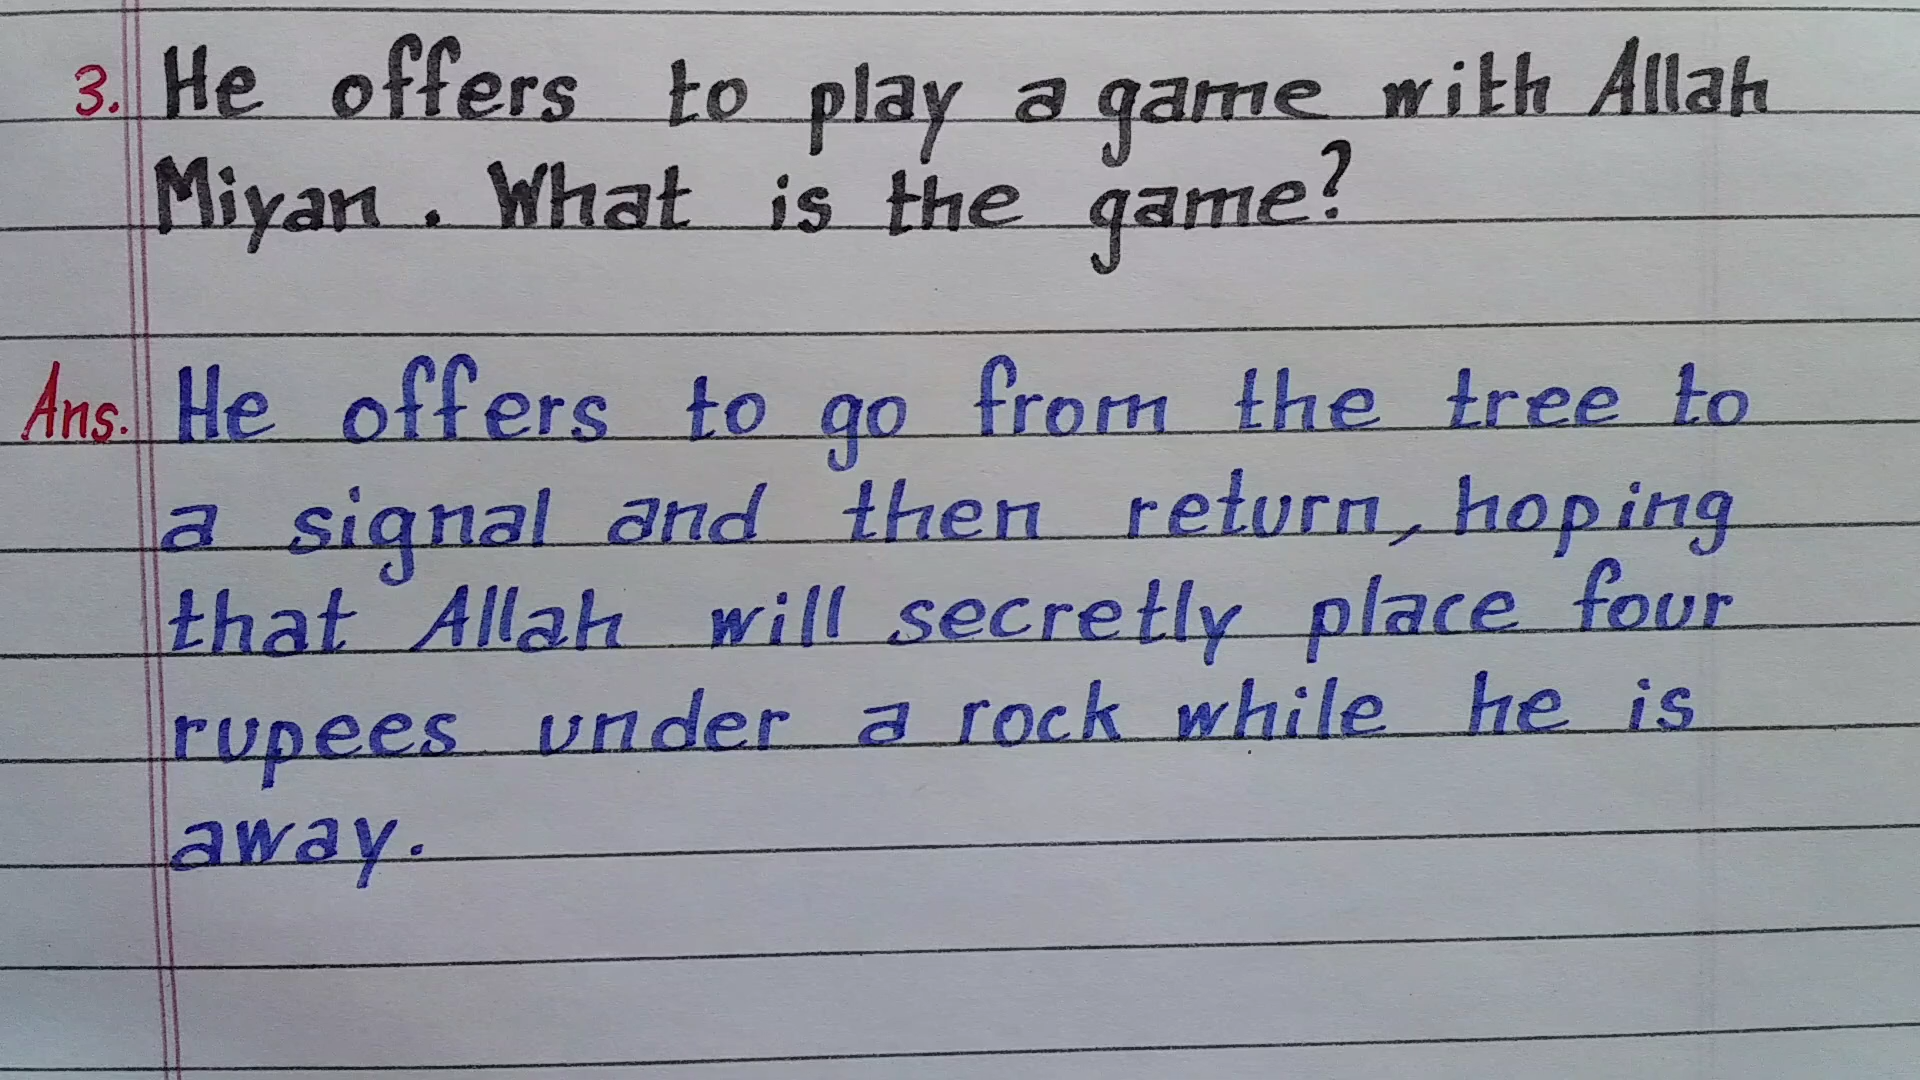 3. He offers to play a game with Allah
Miyan. What is the game?
Ans. He offers to go from the tree to
a signal and then return, hoping
that Allah will secretly place four
rupees under a rock while he is
away.